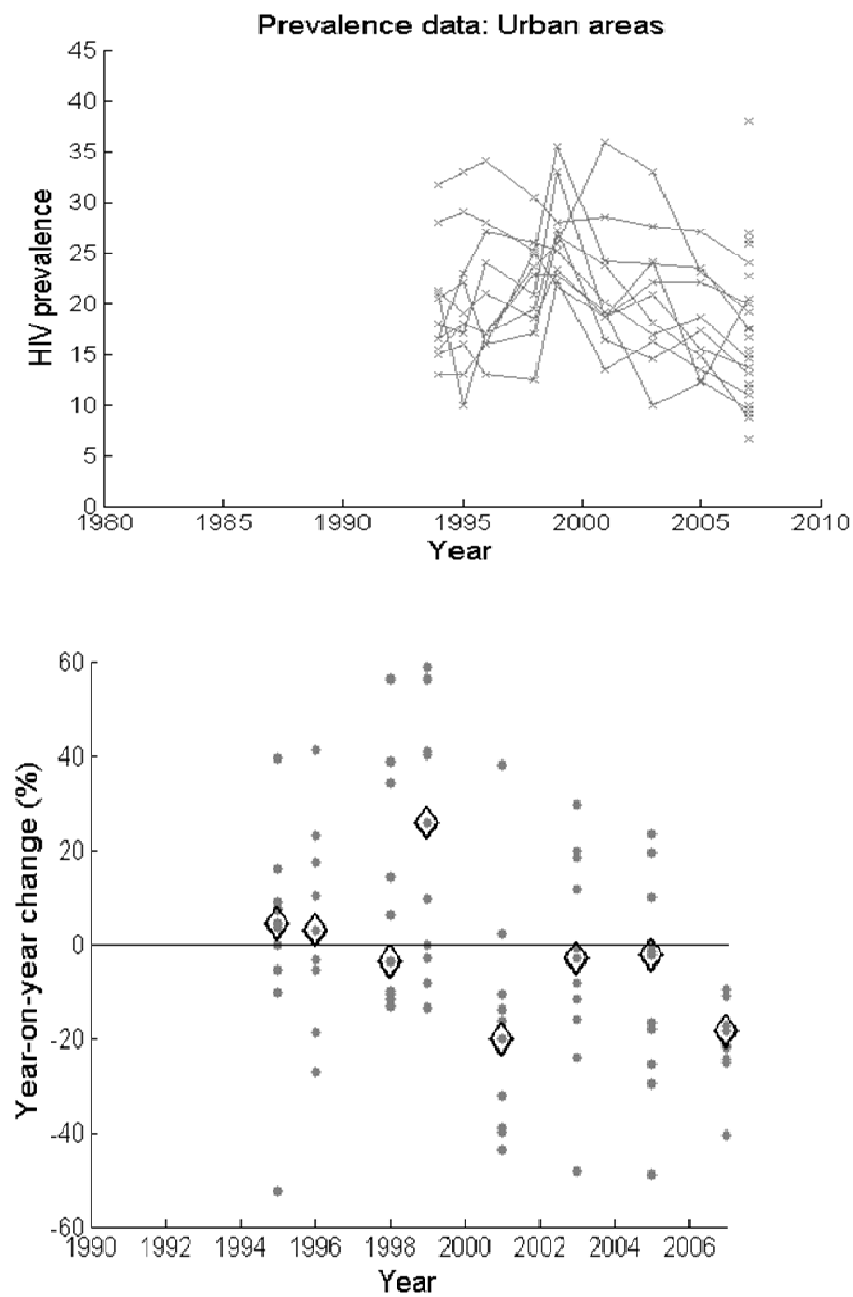 Prevalence data: Urban areas
45
40
35
30
25
20
15
10
5
0
HIV prevalence
1980 1985 1990 1995 2000 2005 2010
Year
60
40
20
0
-20
-40
-60
Year-on-year change (%)
1990 1992 1994 1996 1998 2000 2002 2004 2006
Year